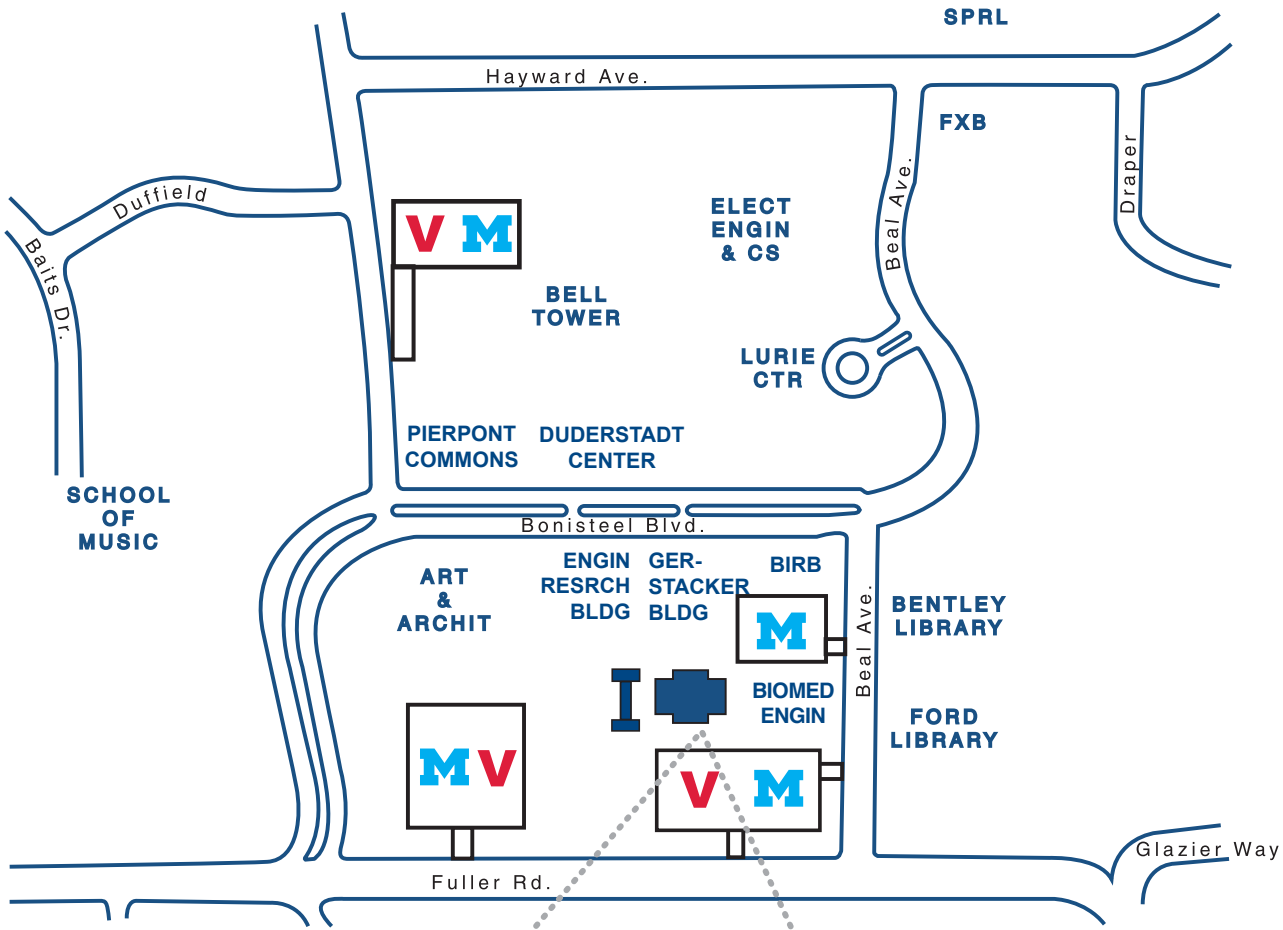 SPRL
Hayward Ave.
FXB
Draper
Duffield
Beal Ave.
ELECT
ENGIN
& CS
V M
Baits Dr.
BELL
TOWER
LURIE
CTR
PIERPONT
COMMONS
DUDERSTADT
CENTER
SCHOOL
OF
MUSIC
Bonisteel Blvd.
ENGIN
RESRCH
BLDG
GER-
STACKER
BLDG
BIRB
ART
&
ARCHIT
M
Beal Ave.
BENTLEY
LIBRARY
BIOMED
ENGIN
FORD
LIBRARY
M V
V M
Glazier Way
Fuller Rd.